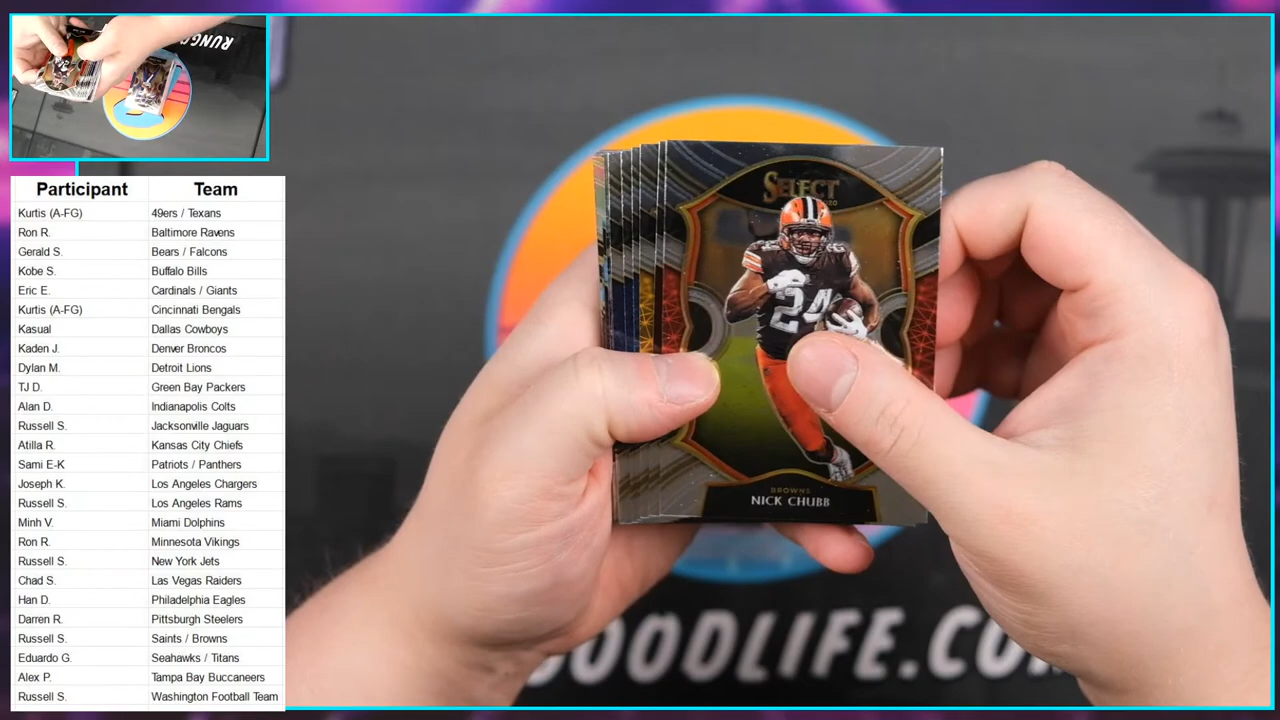 RUNGO
Participant Team
Kurtis (A-FG) 49ers / Texans
Ron R. Baltimore Ravens
Gerald S. Bears / Falcons
Kobe S. Buffalo Bills
Eric E. Cardinals / Giants
Kurtis (A-FG) Cincinnati Bengals
Kasual Dallas Cowboys
Kaden J. Denver Broncos
Dylan M. Detroit Lions
TJ D. Green Bay Packers
Alan D. Indianapolis Colts
Russell S. Jacksonville Jaguars
Atilla R. Kansas City Chiefs
Sami E-K Patriots / Panthers
Joseph K. Los Angeles Chargers
Russell S. Los Angeles Rams
Minh V. Miami Dolphins
Ron R. Minnesota Vikings
Russell S. New York Jets
Chad S. Las Vegas Raiders
Han D. Philadelphia Eagles
Darren R. Pittsburgh Steelers
Russell S. Saints / Browns
Eduardo G. Seahawks / Titans
Alex P. Tampa Bay Buccaneers
Russell S. Washington Football Team
SELECT
2020
24
BROWNS
NICK CHUBB
GOODLIFE.COM